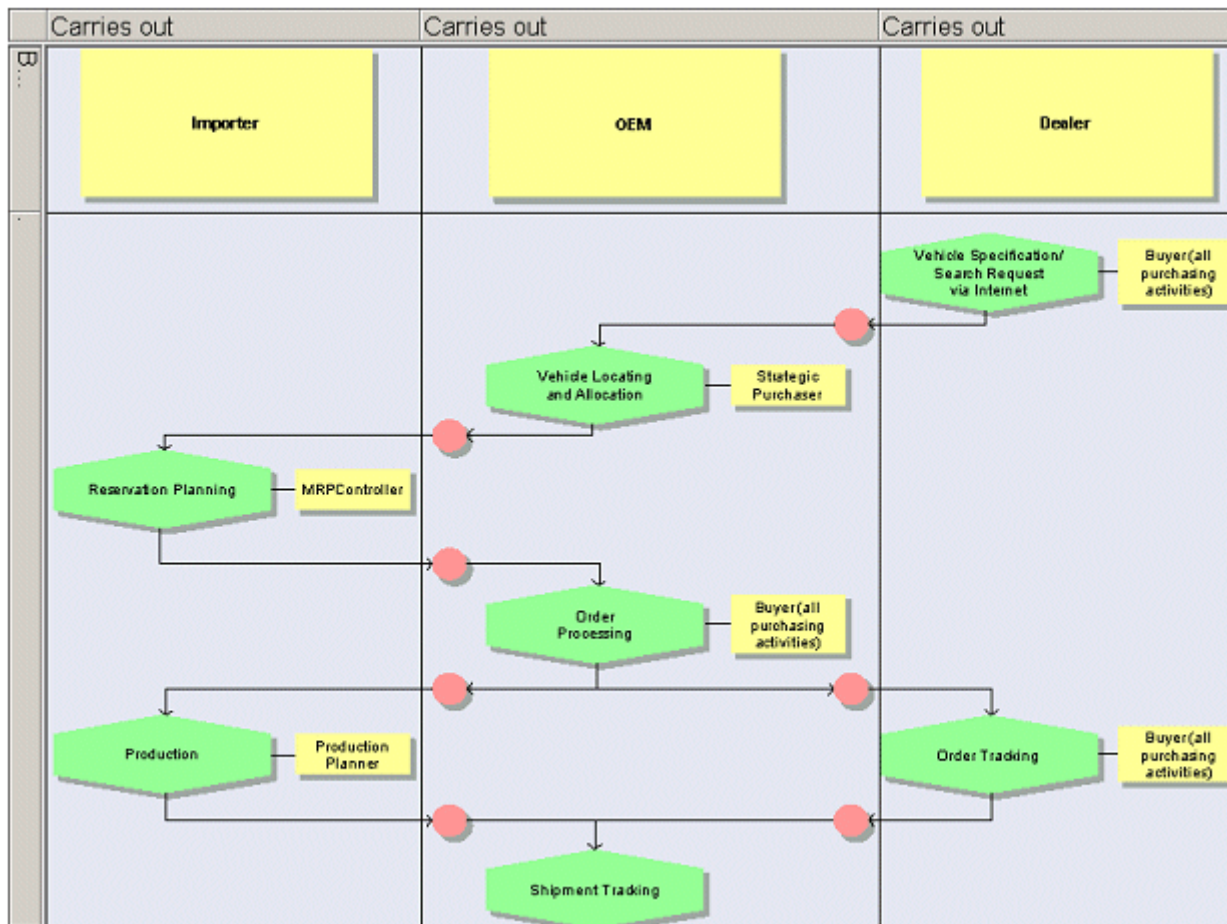 Carries out
Carries out
Carries out
B...
Importer
OEM
Dealer
Vehicle Specification/
Search Request
via Internet
Buyer(all
purchasing
activities)
Vehicle Locating
and Allocation
Strategic
Purchaser
Reservation Planning
MRPController
Order
Processing
Buyer(all
purchasing
activities)
Production
Production
Planner
Order Tracking
Buyer(all
purchasing
activities)
Shipment Tracking